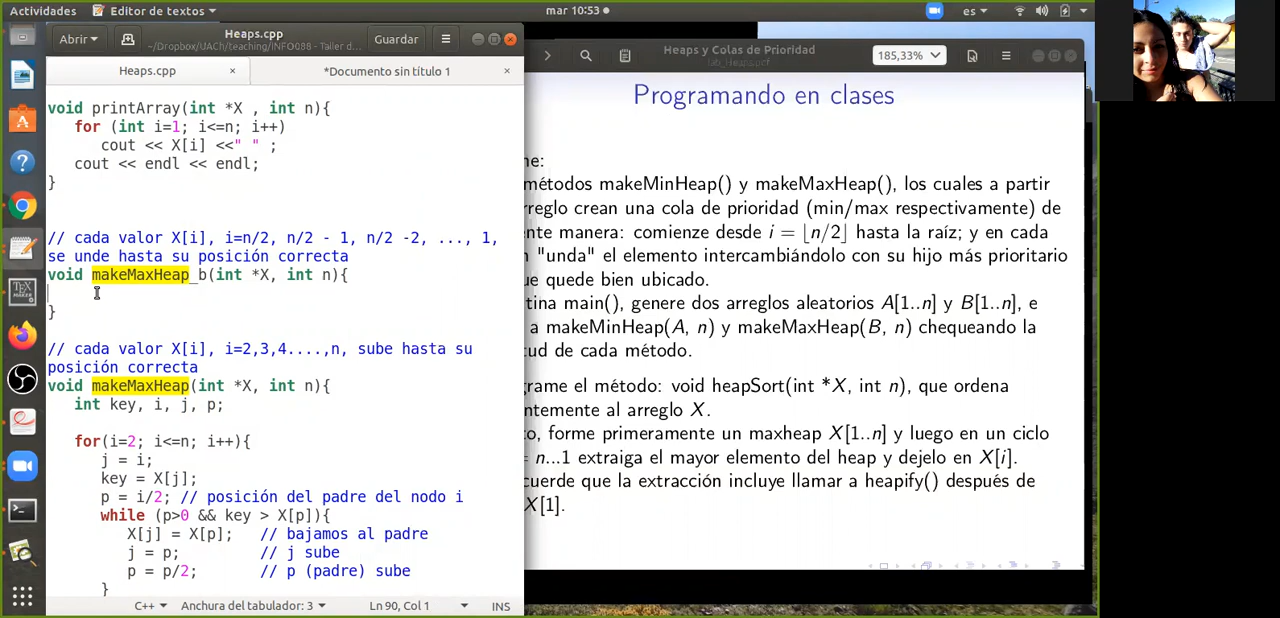 Actividades
Editor de textos
mar 10:53
es
Abrir
Heaps.cpp
~/Dropbox/UACh/teaching/INFO088 - Taller d…
Guardar
Heaps.cpp ×
*Documento sin título 1 ×
void printArray(int *X , int n){
for (int i=1; i<=n; i++)
cout << X[i] <<" " ;
cout << endl << endl;
}
// cada valor X[i], i=n/2, n/2 - 1, n/2 -2, ..., 1,
se unde hasta su posición correcta
void makeMaxHeap_b(int *X, int n){
}
// cada valor X[i], i=2,3,4....,n, sube hasta su
posición correcta
void makeMaxHeap(int *X, int n){
int key, i, j, p;
for(i=2; i<=n; i++){
j = i;
key = X[j];
p = i/2; // posición del padre del nodo i
while (p>0 && key > X[p]){
X[j] = X[p]; // bajamos al padre
j = p; // j sube
p = p/2; // p (padre) sube
}
C++
Anchura del tabulador: 3
Ln 90, Col 1
INS
Heaps y Colas de Prioridad
lab_Heaps.pdf
185,33%
Programando en clases
ne:
métodos makeMinHeap() y makeMaxHeap(), los cuales a partir
rreglo crean una cola de prioridad (min/max respectivamente) de
ente manera: comienze desde i = ⌊n/2⌋ hasta la raíz; y en cada
n "unda" el elemento intercambiándolo con su hijo más prioritario
ue quede bien ubicado.
tina main(), genere dos arreglos aleatorios A[1..n] y B[1..n], e
a makeMinHeap(A, n) y makeMaxHeap(B, n) chequeando la
tud de cada método.
grame el método: void heapSort(int *X, int n), que ordena
ntemente al arreglo X.
o, forme primeramente un maxheap X[1..n] y luego en un ciclo
= n...1 extraiga el mayor elemento del heap y dejelo en X[i].
cuerde que la extracción incluye llamar a heapify() después de
X[1].